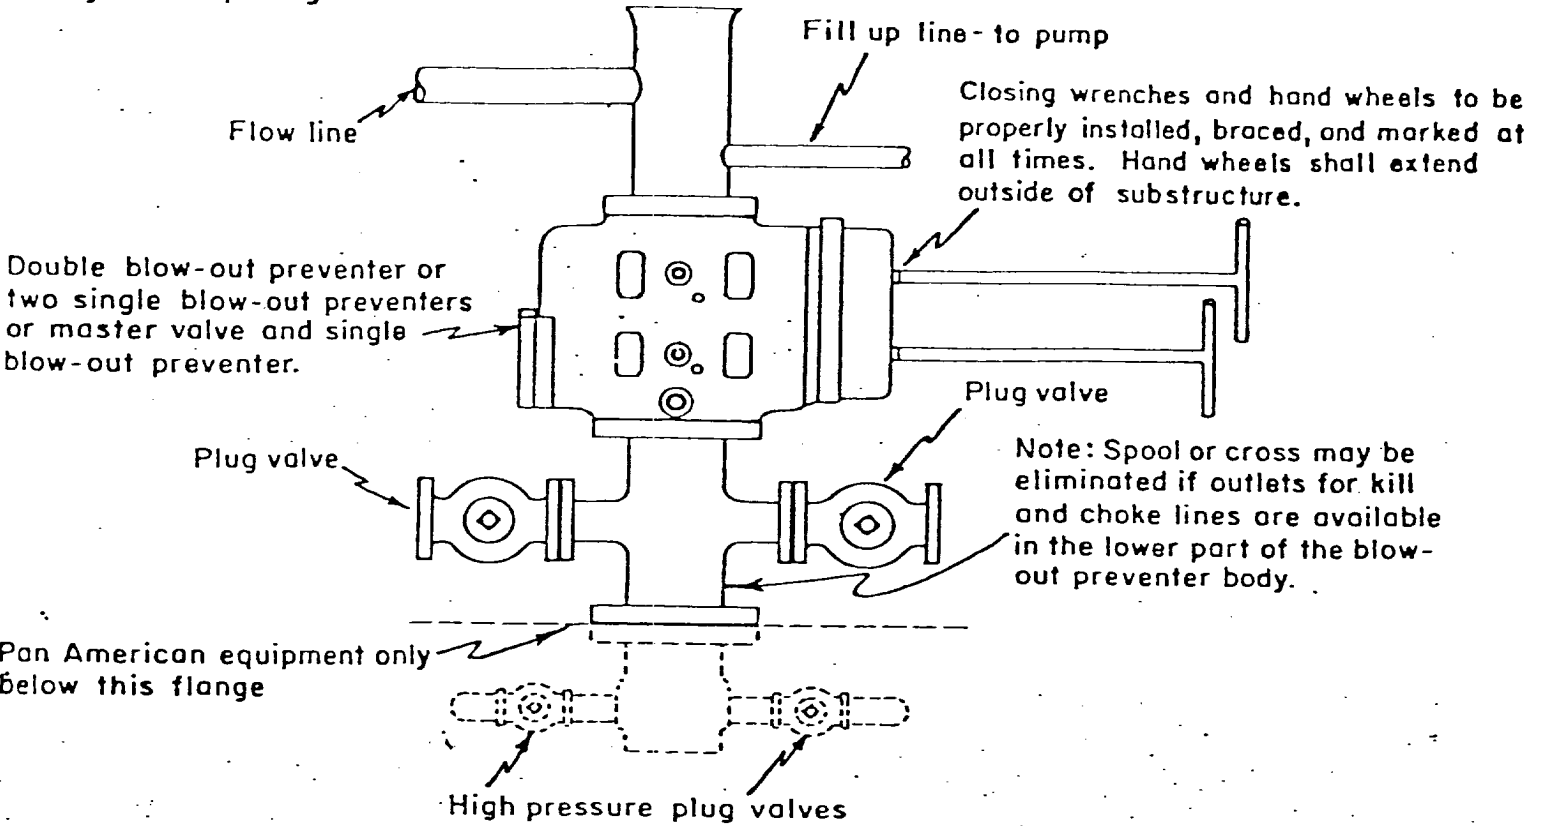 Fill up line - to pump
Closing wrenches and hand wheels to be
properly installed, braced, and marked at
all times. Hand wheels shall extend
outside of substructure.
Flow line
Double blow-out preventer or
two single blow-out preventers
or master valve and single
blow-out preventer.
Plug valve
Plug valve
Note: Spool or cross may be
eliminated if outlets for kill
and choke lines are available
in the lower part of the blow-
out preventer body.
Pan American equipment only
below this flange
High pressure plug valves